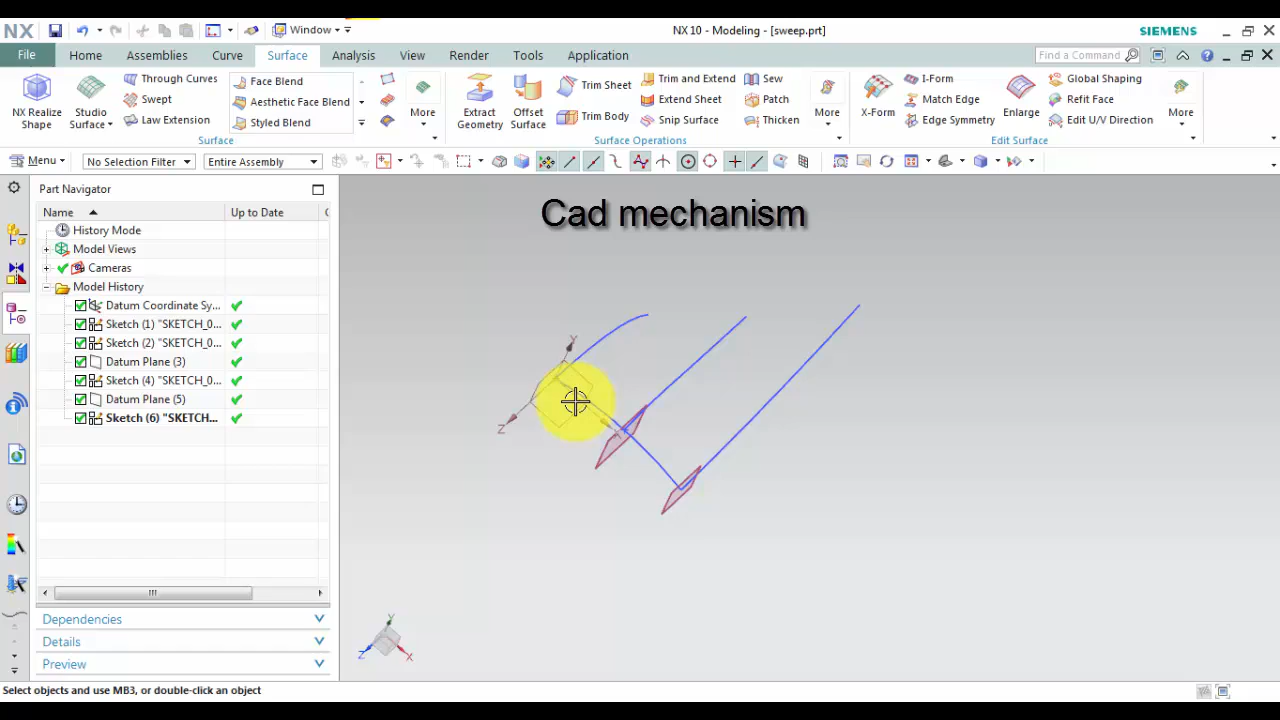 NX
Window
NX 10 - Modeling - [sweep.prt]
SIEMENS
File
Home
Assemblies
Curve
Surface
Analysis
View
Render
Tools
Application
Find a Command
NX Realize
Shape
Studio
Surface
Through Curves
Swept
Law Extension
Face Blend
Aesthetic Face Blend
Styled Blend
More
Surface
Extract
Geometry
Offset
Surface
Trim Sheet
Trim Body
Trim and Extend
Extend Sheet
Snip Surface
Sew
Patch
Thicken
More
Surface Operations
X-Form
I-Form
Match Edge
Edge Symmetry
Enlarge
Global Shaping
Refit Face
Edit U/V Direction
More
Edit Surface
Menu
No Selection Filter
Entire Assembly
Part Navigator
Name
Up to Date
History Mode
Model Views
Cameras
Model History
Datum Coordinate Sy...
Sketch (1) "SKETCH_0...
Sketch (2) "SKETCH_0...
Datum Plane (3)
Sketch (4) "SKETCH_0...
Datum Plane (5)
Sketch (6) "SKETCH...
Dependencies
Details
Preview
Cad mechanism
Y
Z
Y
Z
X
Select objects and use MB3, or double-click an object